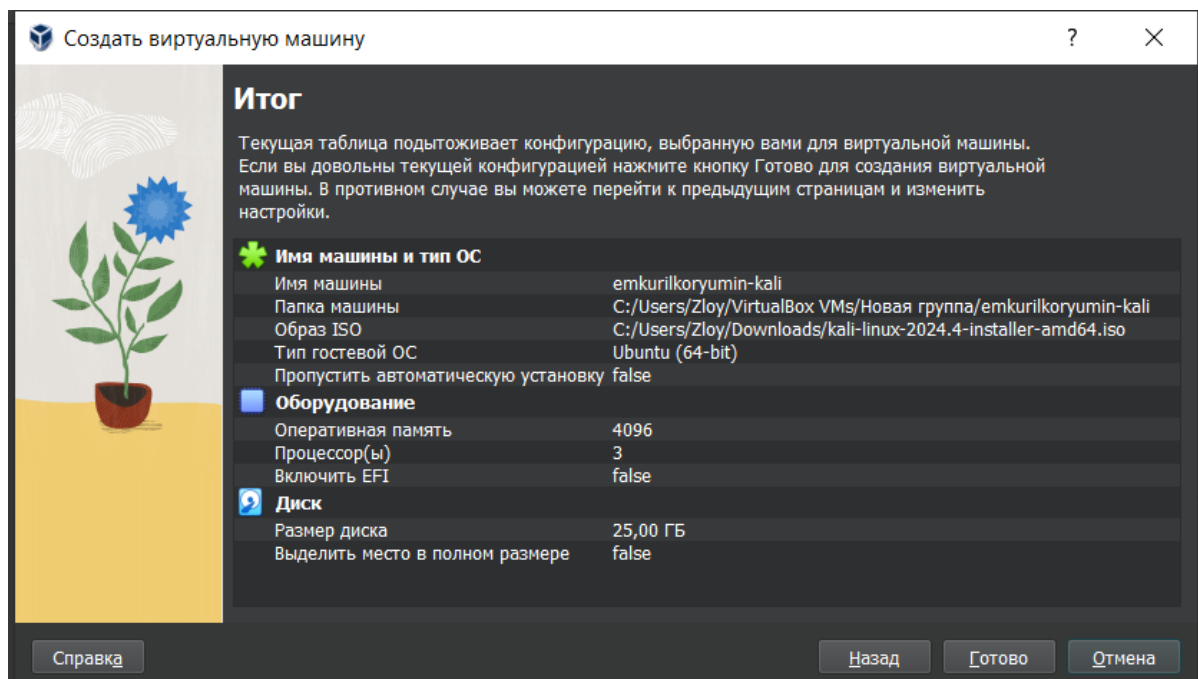 Создать виртуальную машину
?
Итог
Текущая таблица подытоживает конфигурацию, выбранную вами для виртуальной машины.
Если вы довольны текущей конфигурацией нажмите кнопку Готово для создания виртуальной
машины. В противном случае вы можете перейти к предыдущим страницам и изменить
настройки.
Имя машины и тип ОС
Имя машины emkurilkoryumin-kali
Папка машины C:/Users/Zloy/VirtualBox VMs/Новая группа/emkurilkoryumin-kali
Образ ISO C:/Users/Zloy/Downloads/kali-linux-2024.4-installer-amd64.iso
Тип гостевой ОС Ubuntu (64-bit)
Пропустить автоматическую установку false
Оборудование
Оперативная память 4096
Процессор(ы) 3
Включить EFI false
Диск
Размер диска 25,00 ГБ
Выделить место в полном размере false
Справка
Назад
Готово
Отмена